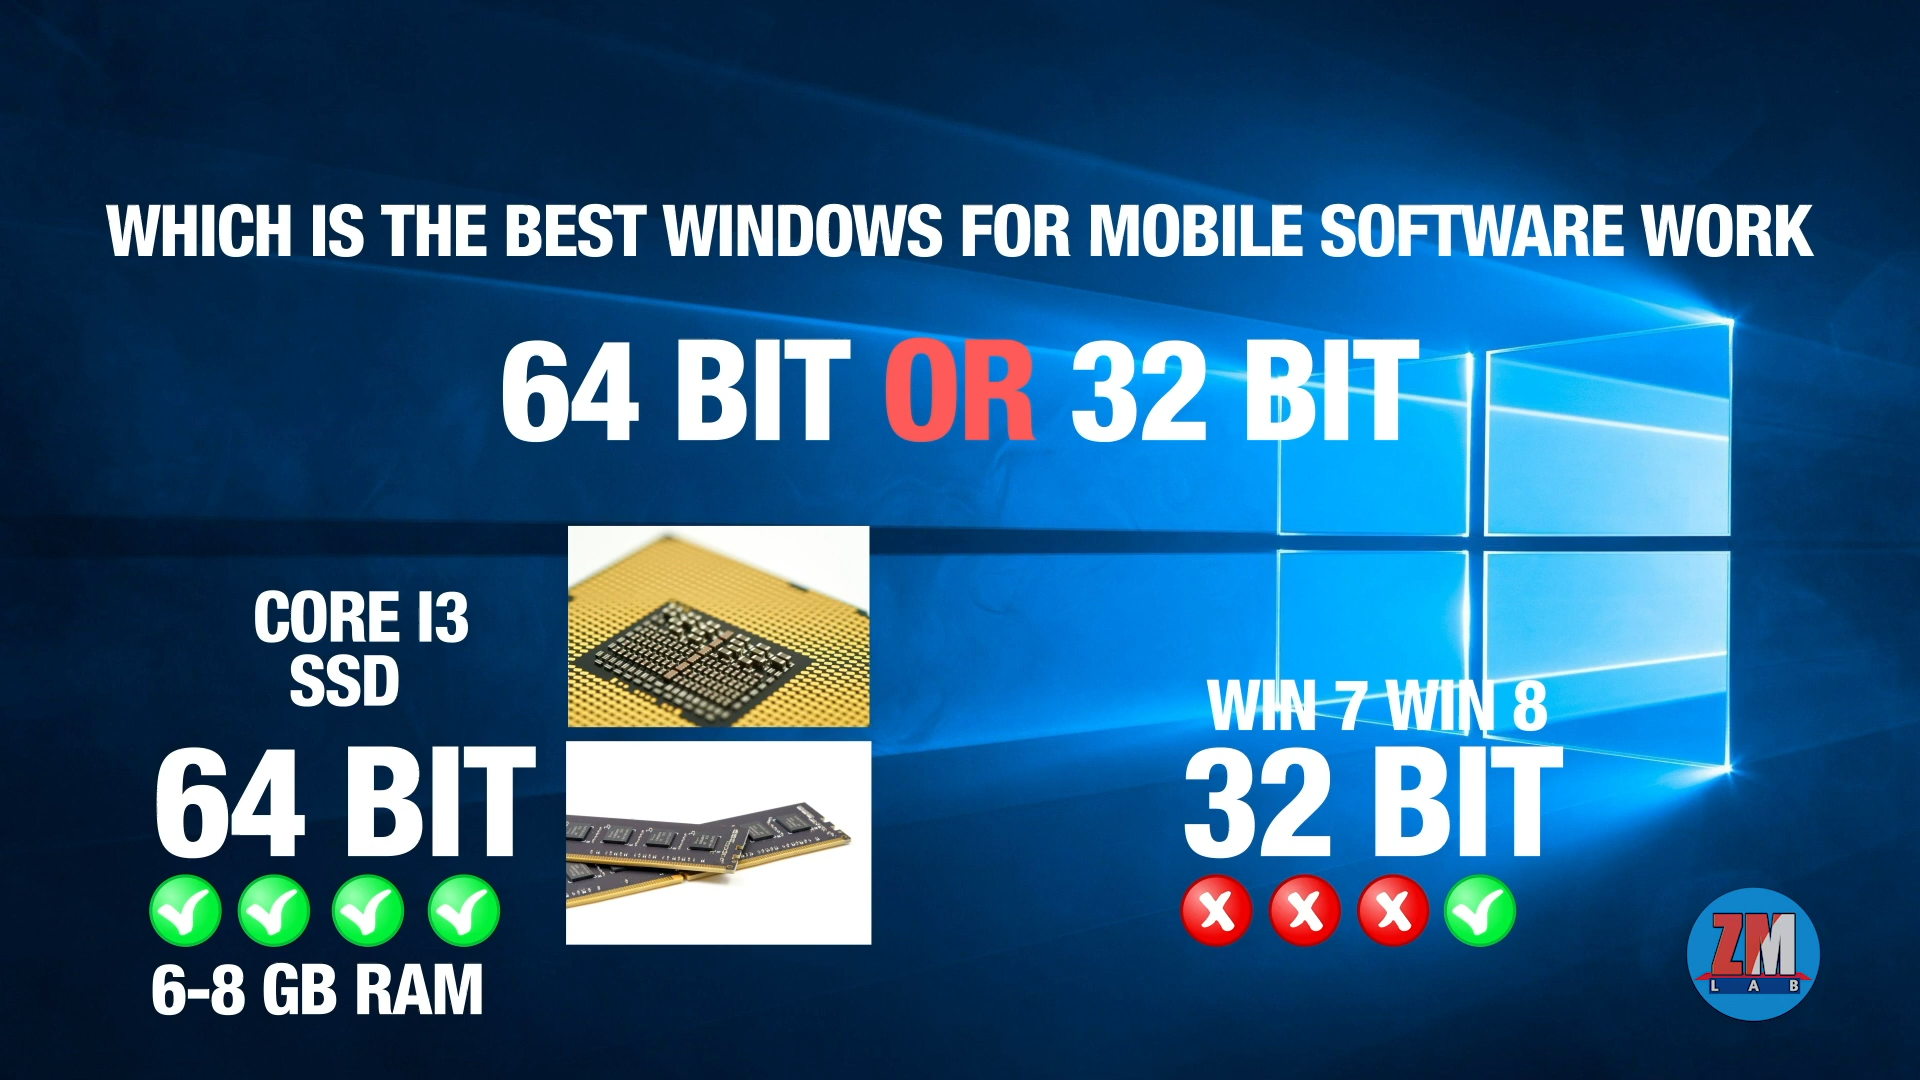 WHICH IS THE BEST WINDOWS FOR MOBILE SOFTWARE WORK
64 BIT OR 32 BIT
CORE I3
SSD
64 BIT
6-8 GB RAM
WIN 7 WIN 8
32 BIT
ZM
LAB